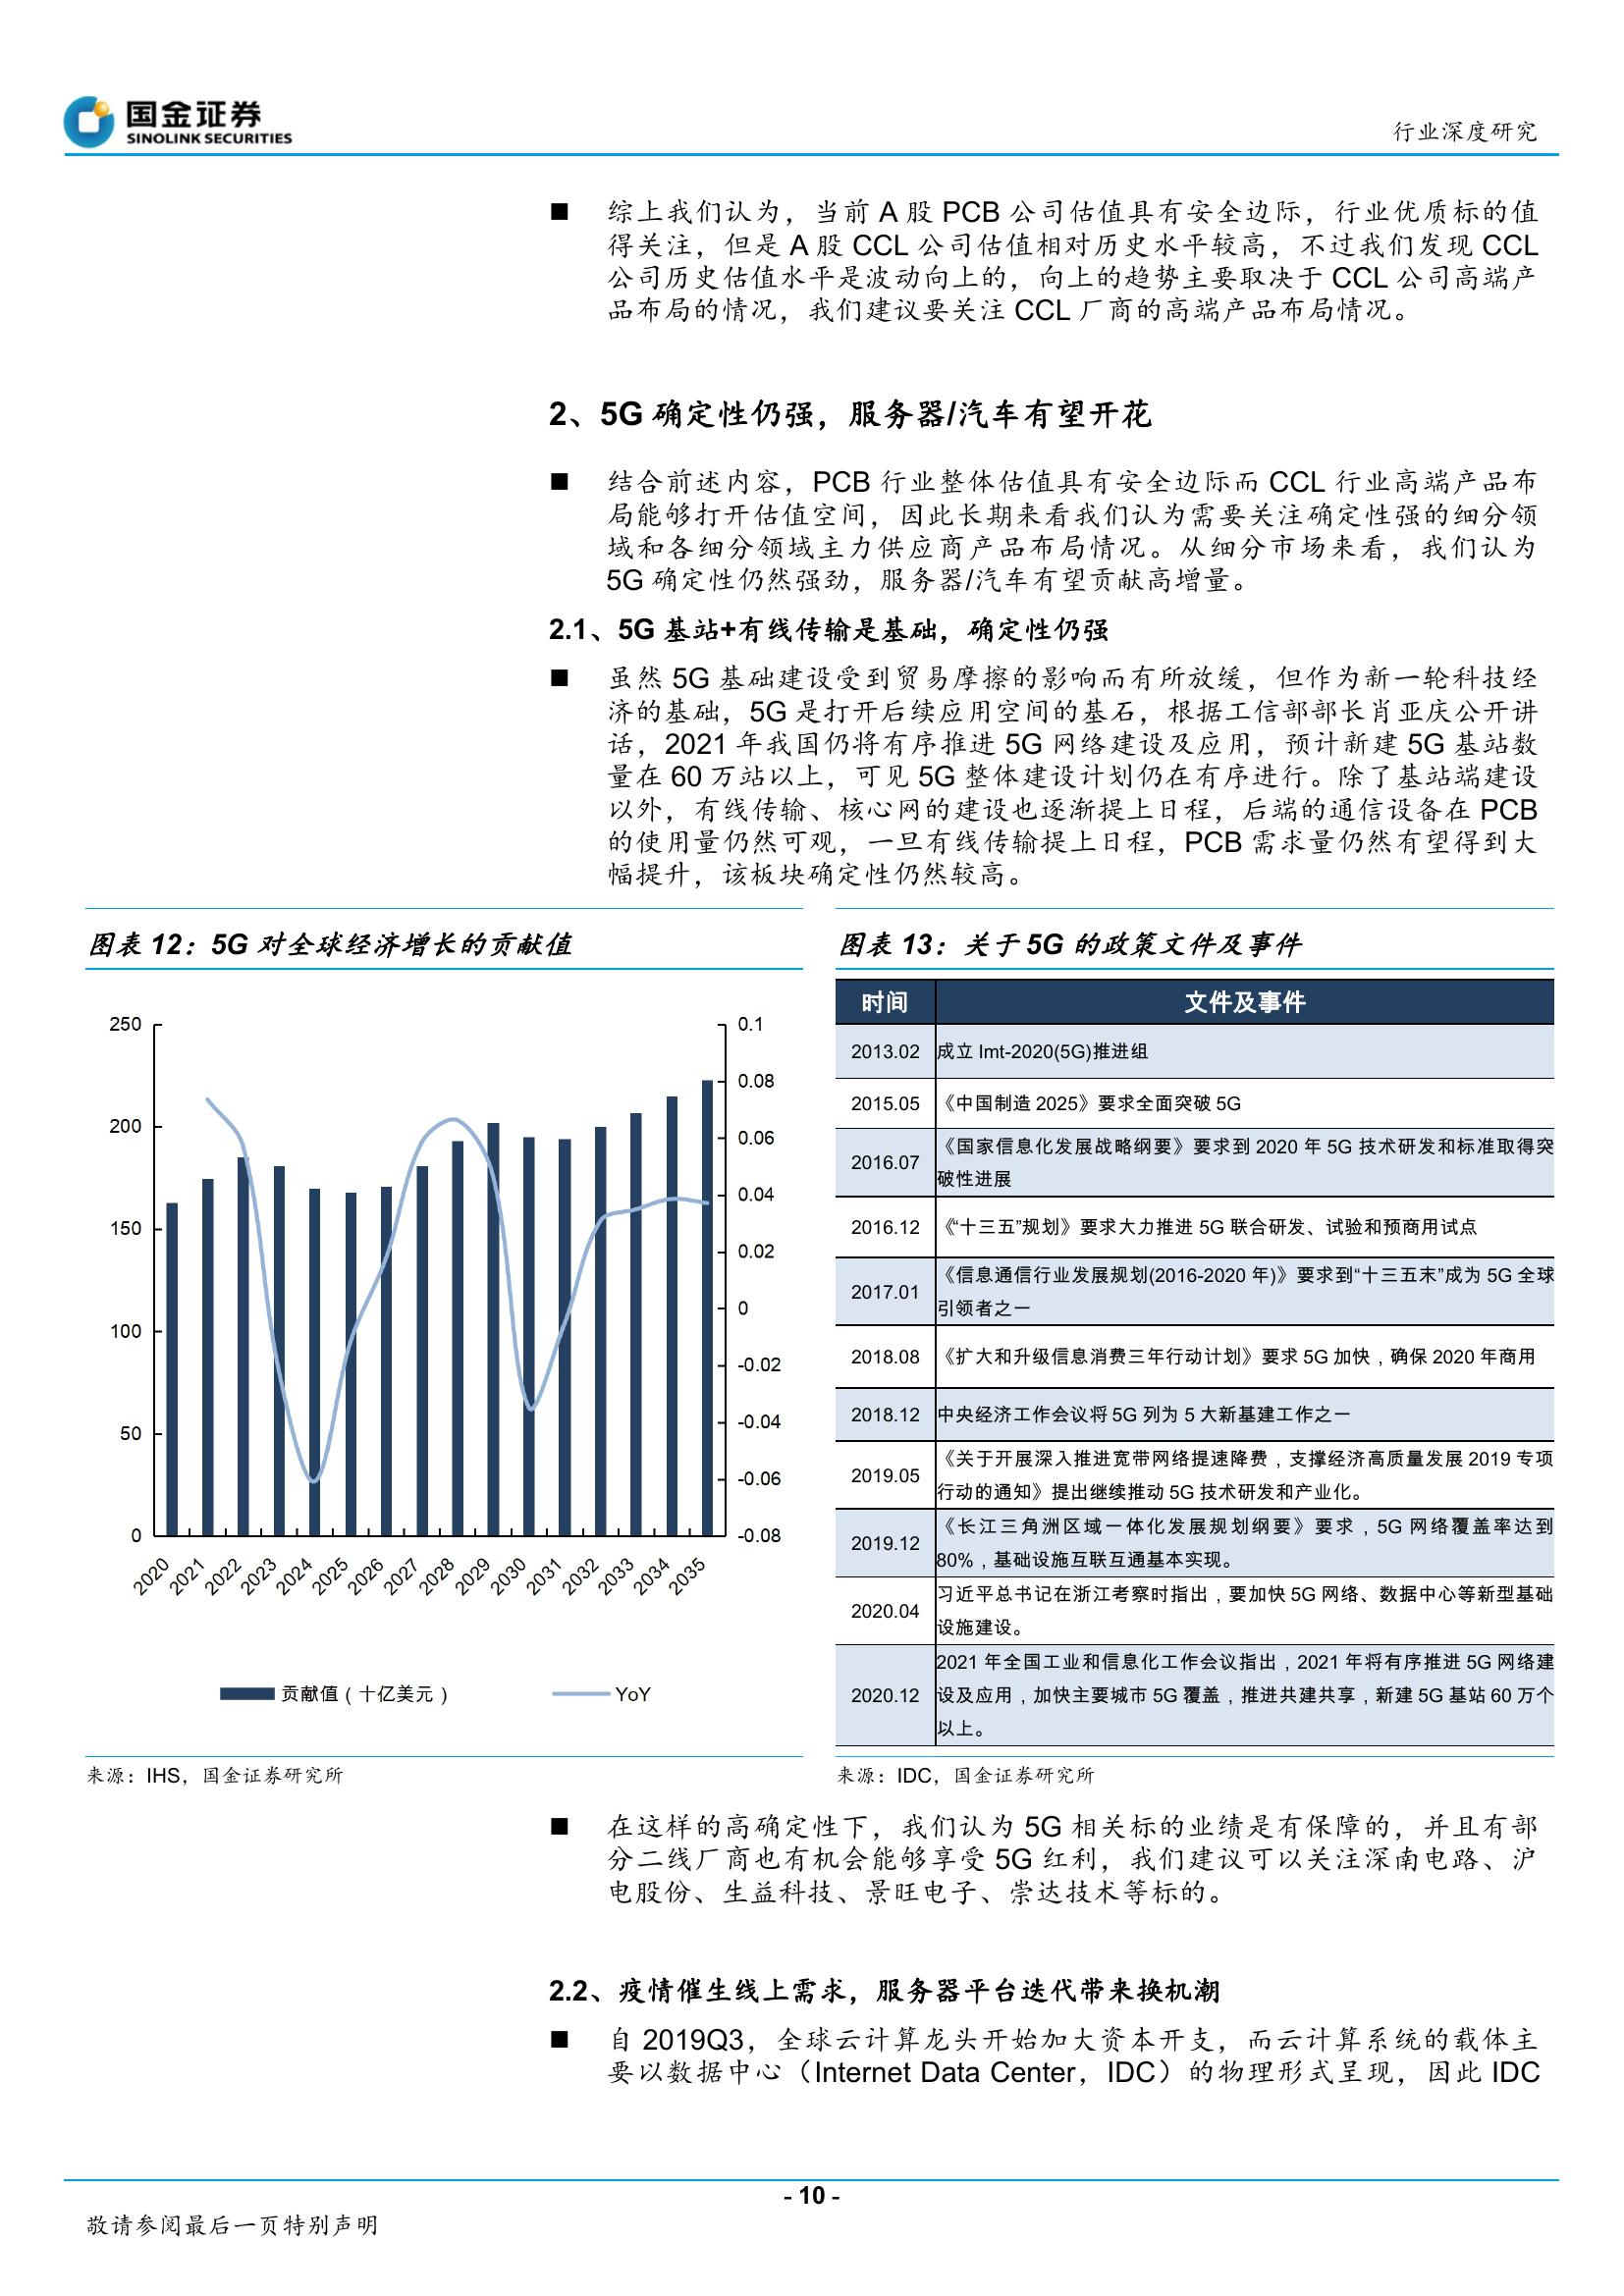 国金证券
SINOLINK SECURITIES
行业深度研究
■ 综上我们认为，当前 A 股 PCB 公司估值具有安全边际，行业优质标的值
得关注，但是 A 股 CCL 公司估值相对历史水平较高，不过我们发现 CCL
公司历史估值水平是波动向上的，向上的趋势主要取决于 CCL 公司高端产
品布局的情况，我们建议要关注 CCL 厂商的高端产品布局情况。
2、5G 确定性仍强，服务器/汽车有望开花
■ 结合前述内容，PCB 行业整体估值具有安全边际而 CCL 行业高端产品布
局能够打开估值空间，因此长期来看我们认为需要关注确定性强的细分领
域和各细分领域主力供应商产品布局情况。从细分市场来看，我们认为
5G 确定性仍然强劲，服务器/汽车有望贡献高增量。
2.1、5G 基站+有线传输是基础，确定性仍强
■ 虽然 5G 基础建设受到贸易摩擦的影响而有所放缓，但作为新一轮科技经
济的基础，5G 是打开后续应用空间的基石，根据工信部部长肖亚庆公开讲
话，2021 年我国仍将有序推进 5G 网络建设及应用，预计新建 5G 基站数
量在 60 万站以上，可见 5G 整体建设计划仍在有序进行。除了基站端建设
以外，有线传输、核心网的建设也逐渐提上日程，后端的通信设备在 PCB
的使用量仍然可观，一旦有线传输提上日程，PCB 需求量仍然有望得到大
幅提升，该板块确定性仍然较高。
图表 12：5G 对全球经济增长的贡献值
250
200
150
100
50
0
0.1
0.08
0.06
0.04
0.02
0
-0.02
-0.04
-0.06
-0.08
2020
2021
2022
2023
2024
2025
2026
2027
2028
2029
2030
2031
2032
2033
2034
2035
贡献值（十亿美元）
YoY
来源：IHS，国金证券研究所
图表 13：关于 5G 的政策文件及事件
时间 文件及事件
2013.02 成立 Imt-2020(5G)推进组
2015.05 《中国制造 2025》要求全面突破 5G
2016.07 《国家信息化发展战略纲要》要求到 2020 年 5G 技术研发和标准取得突
破性进展
2016.12 《“十三五”规划》要求大力推进 5G 联合研发、试验和预商用试点
2017.01 《信息通信行业发展规划(2016-2020 年)》要求到“十三五末”成为 5G 全球
引领者之一
2018.08 《扩大和升级信息消费三年行动计划》要求 5G 加快，确保 2020 年商用
2018.12 中央经济工作会议将 5G 列为 5 大新基建工作之一
2019.05 《关于开展深入推进宽带网络提速降费，支撑经济高质量发展 2019 专项
行动的通知》提出继续推动 5G 技术研发和产业化。
2019.12 《长江三角洲区域一体化发展规划纲要》要求，5G 网络覆盖率达到
80%，基础设施互联互通基本实现。
2020.04 习近平总书记在浙江考察时指出，要加快 5G 网络、数据中心等新型基础
设施建设。
2020.12 2021 年全国工业和信息化工作会议指出，2021 年将有序推进 5G 网络建
设及应用，加快主要城市 5G 覆盖，推进共建共享，新建 5G 基站 60 万个
以上。
来源：IDC，国金证券研究所
■ 在这样的高确定性下，我们认为 5G 相关标的业绩是有保障的，并且有部
分二线厂商也有机会能够享受 5G 红利，我们建议可以关注深南电路、沪
电股份、生益科技、景旺电子、崇达技术等标的。
2.2、疫情催生线上需求，服务器平台迭代带来换机潮
■ 自 2019Q3，全球云计算龙头开始加大资本开支，而云计算系统的载体主
要以数据中心（Internet Data Center，IDC）的物理形式呈现，因此 IDC
- 10 -
敬请参阅最后一页特别声明